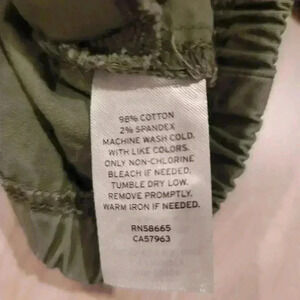 98% COTTON
2% SPANDEX
MACHINE WASH COLD.
WITH LIKE COLORS.
ONLY NON-CHLORINE
BLEACH IF NEEDED.
TUMBLE DRY LOW.
REMOVE PROMPTLY.
WARM IRON IF NEEDED.
RN58665
CA57963